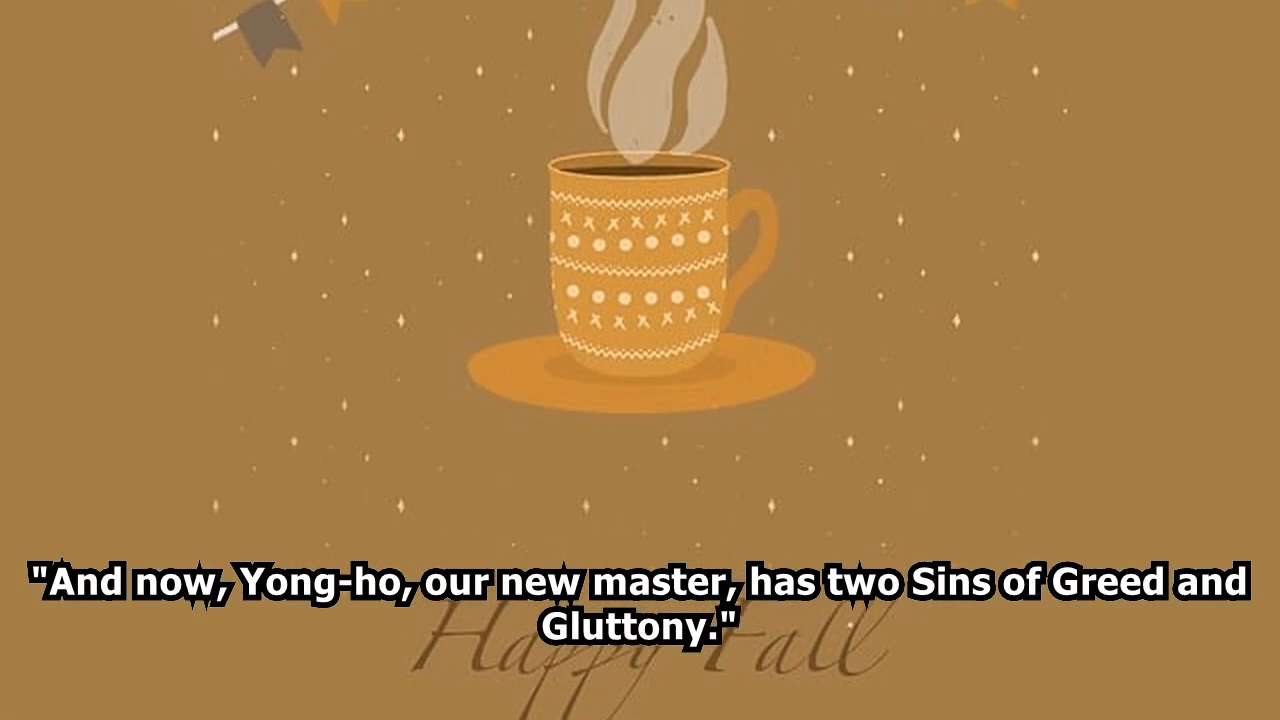 "And now, Yong-ho, our new master, has two Sins of Greed and
Gluttony."
Happy Fall